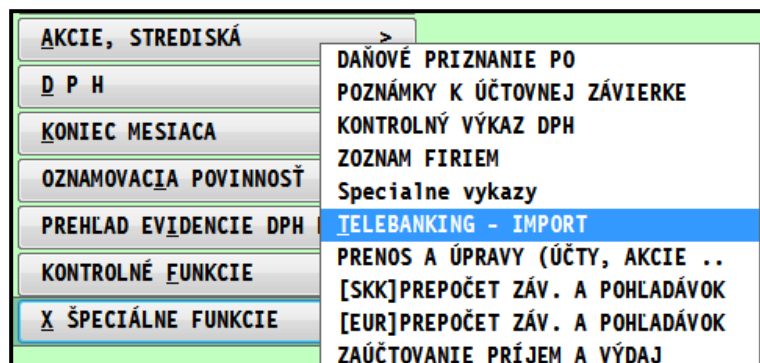 AKCIE, STREDISKÁ >
D P H
KONIEC MESIACA
OZNAMOVACIA POVINNOSŤ
PREHĽAD EVIDENCIE DPH
KONTROLNÉ FUNKCIE
X ŠPECIÁLNE FUNKCIE
DAŇOVÉ PRIZNANIE PO
POZNÁMKY K ÚČTOVNEJ ZÁVIERKE
KONTROLNÝ VÝKAZ DPH
ZOZNAM FIRIEM
Specialne vykazy
TELEBANKING - IMPORT
PRENOS A ÚPRAVY (ÚČTY, AKCIE ..
[SKK]PREPOČET ZÁV. A POHĽADÁVOK
[EUR]PREPOČET ZÁV. A POHĽADÁVOK
ZAÚČTOVANIE PRÍJEM A VÝDAJ